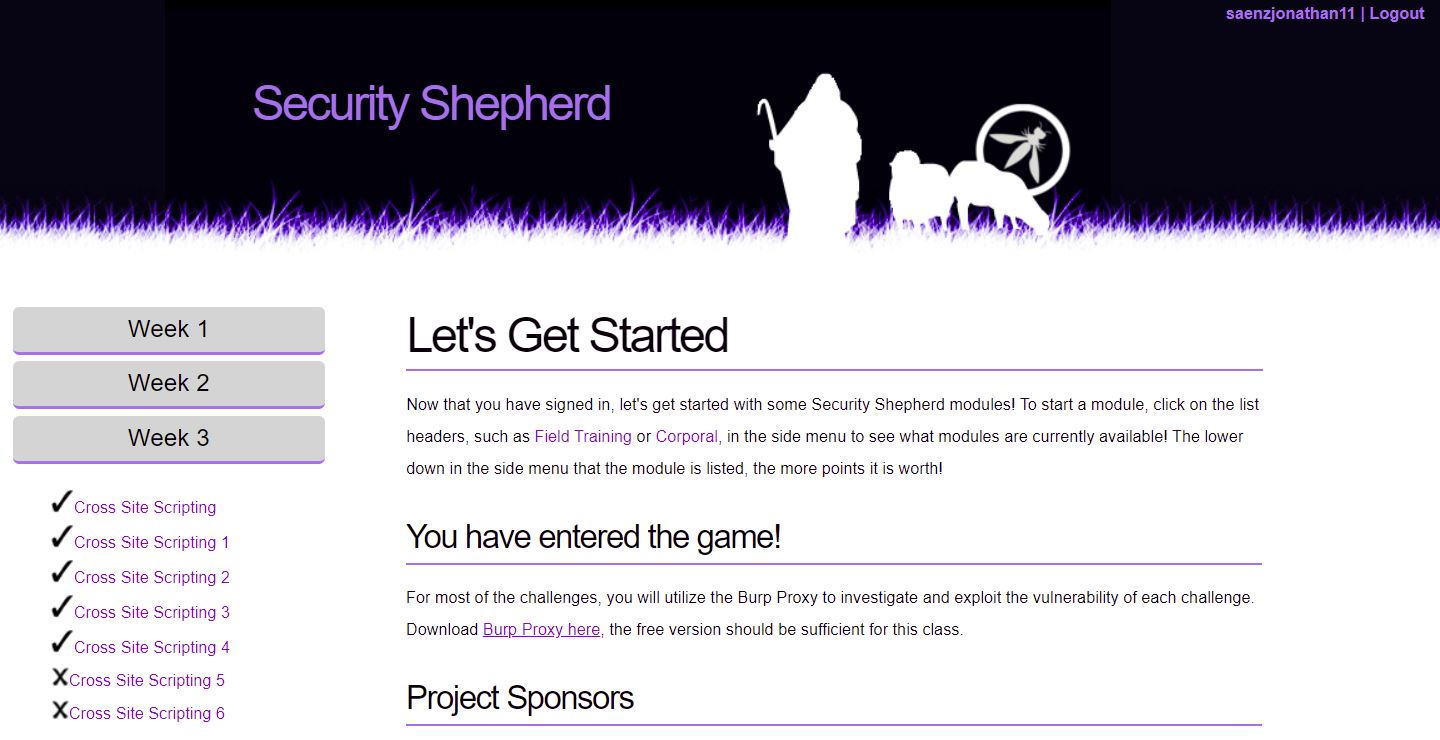 saenzjonathan11 | Logout
Security Shepherd
Week 1
Week 2
Week 3
Cross Site Scripting
Cross Site Scripting 1
Cross Site Scripting 2
Cross Site Scripting 3
Cross Site Scripting 4
Cross Site Scripting 5
Cross Site Scripting 6
Let's Get Started
Now that you have signed in, let's get started with some Security Shepherd modules! To start a module, click on the list
headers, such as Field Training or Corporal, in the side menu to see what modules are currently available! The lower
down in the side menu that the module is listed, the more points it is worth!
You have entered the game!
For most of the challenges, you will utilize the Burp Proxy to investigate and exploit the vulnerability of each challenge.
Download Burp Proxy here, the free version should be sufficient for this class.
Project Sponsors